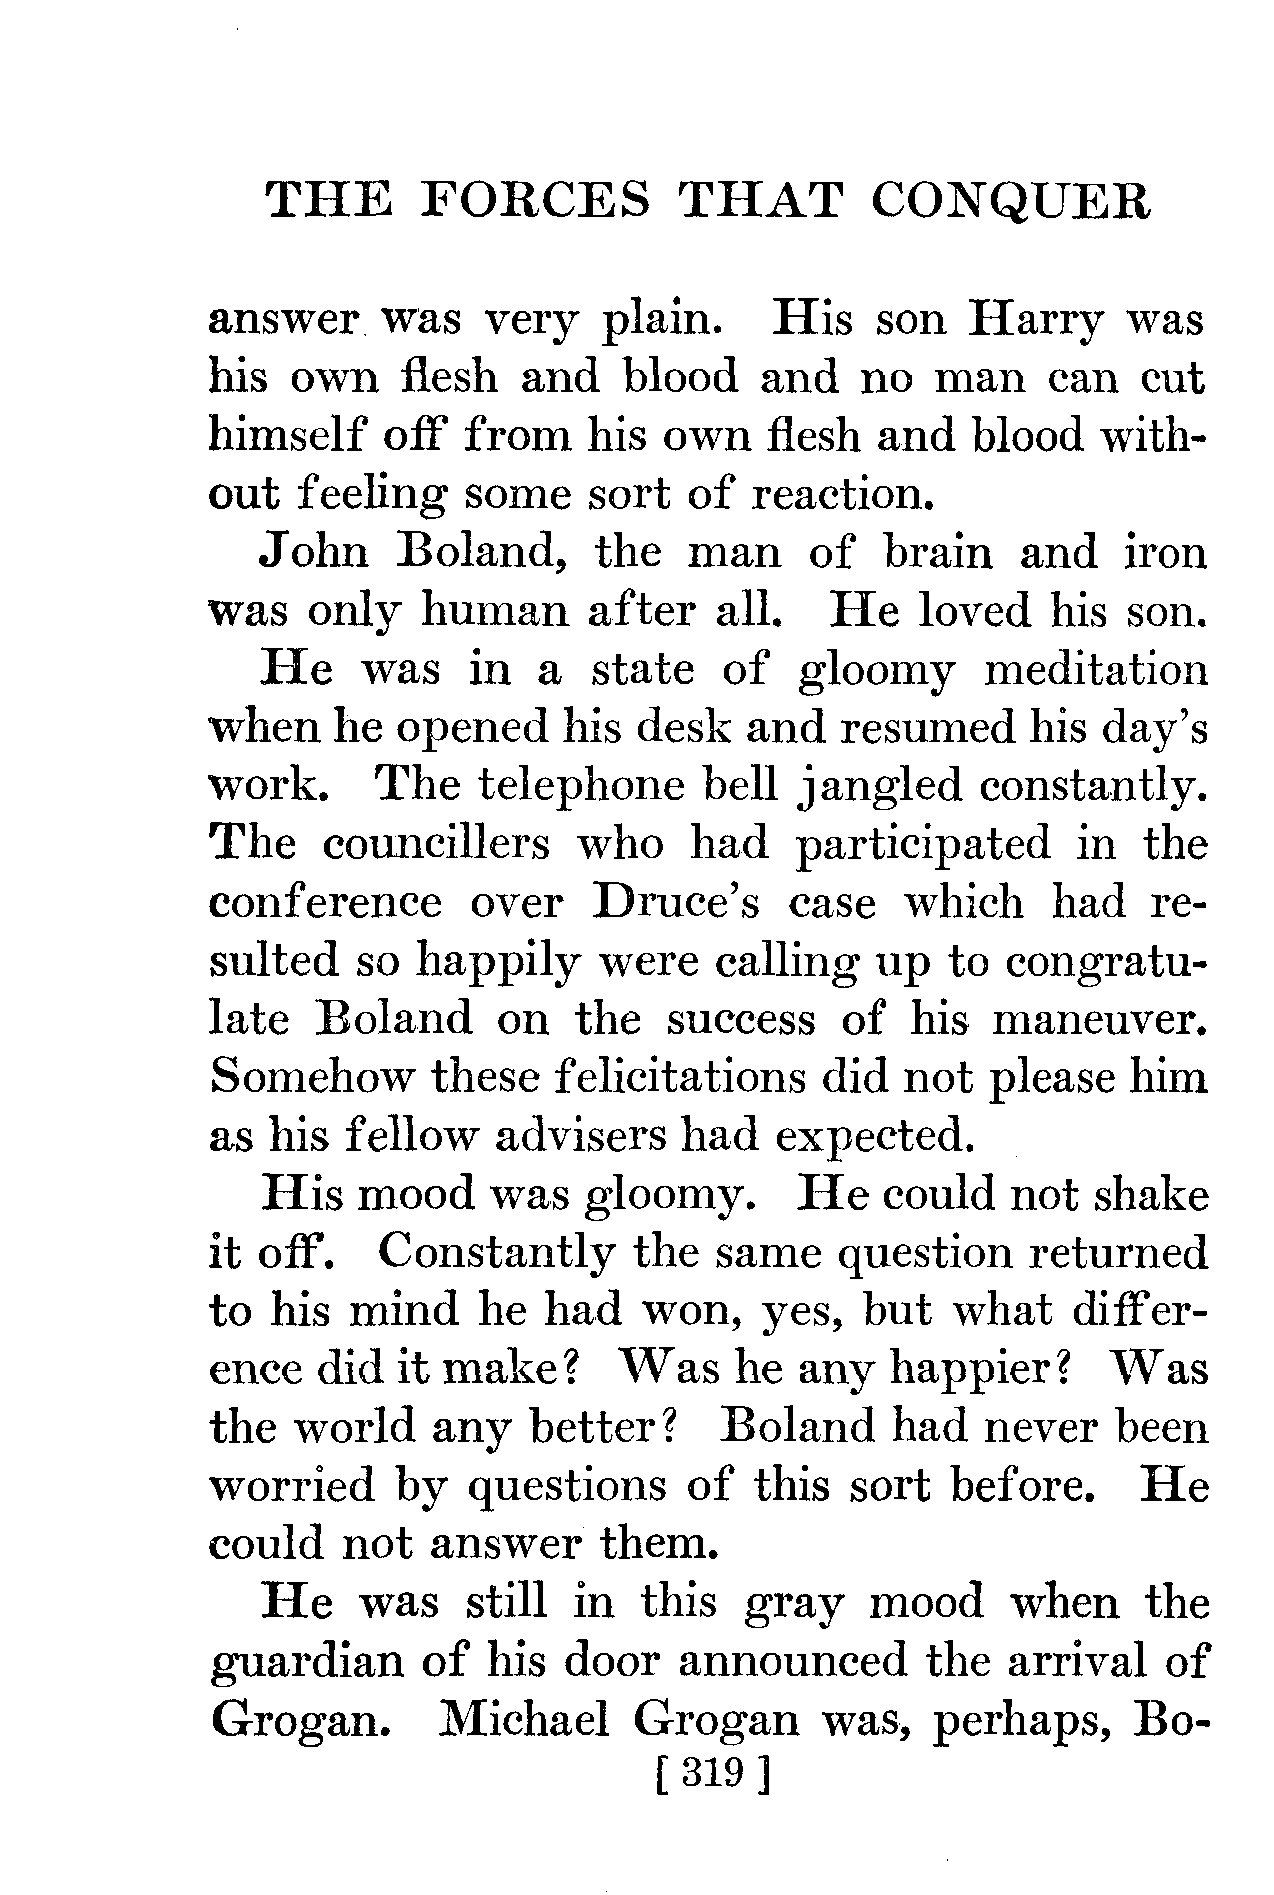 THE FORCES THAT CONQUER
answer was very plain. His son Harry was
his own flesh and blood and no man can cut
himself off from his own flesh and blood with-
out feeling some sort of reaction.
John Boland, the man of brain and iron
was only human after all. He loved his son.
He was in a state of gloomy meditation
when he opened his desk and resumed his day's
work. The telephone bell jangled constantly.
The councillers who had participated in the
conference over Druce's case which had re-
sulted so happily were calling up to congratu-
late Boland on the success of his maneuver.
Somehow these felicitations did not please him
as his fellow advisers had expected.
His mood was gloomy. He could not shake
it off. Constantly the same question returned
to his mind he had won, yes, but what differ-
ence did it make? Was he any happier? Was
the world any better? Boland had never been
worried by questions of this sort before. He
could not answer them.
He was still in this gray mood when the
guardian of his door announced the arrival of
Grogan. Michael Grogan was, perhaps, Bo-
[ 319 ]